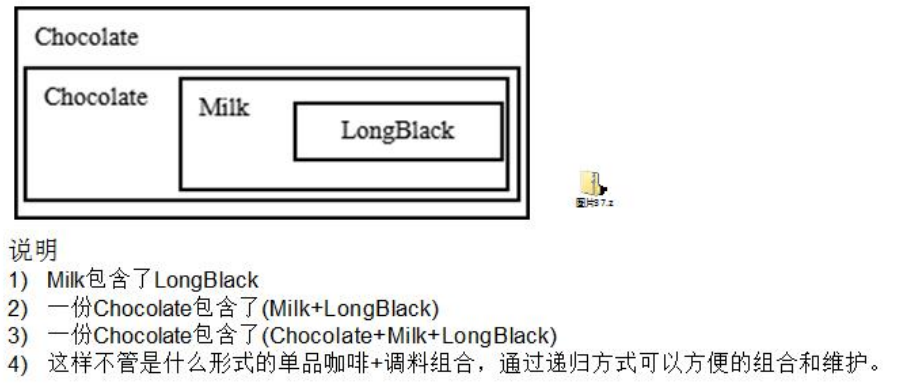 Chocolate
Chocolate
Milk
LongBlack
图片37.z
说明
1) Milk包含了LongBlack
2) 一份Chocolate包含了(Milk+LongBlack)
3) 一份Chocolate包含了(Chocolate+Milk+LongBlack)
4) 这样不管是什么形式的单品咖啡+调料组合，通过递归方式可以方便的组合和维护。